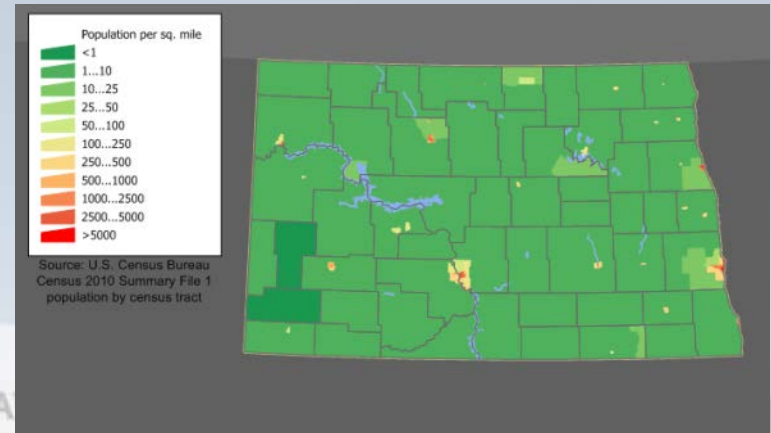 Population per sq. mile
<1
1...10
10...25
25...50
50...100
100...250
250...500
500...1000
1000...2500
2500...5000
>5000
Source: U.S. Census Bureau
Census 2010 Summary File 1
population by census tract